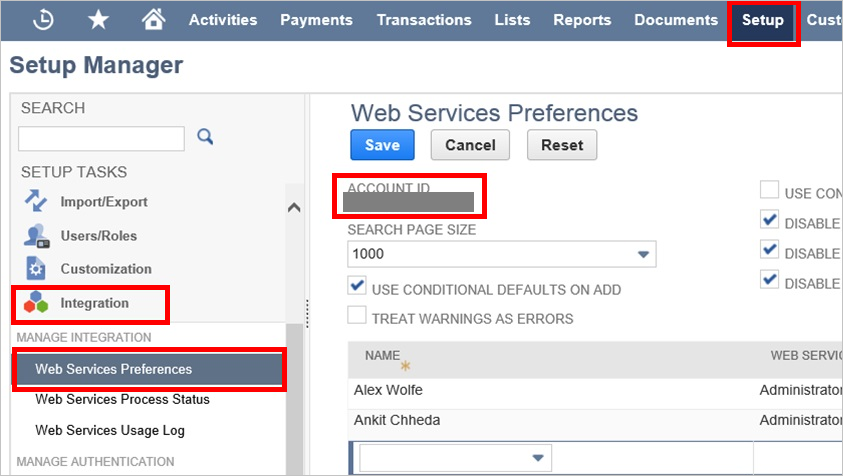 Activities Payments Transactions Lists Reports Documents Setup Custo
Setup Manager
SEARCH
SETUP TASKS
Import/Export
Users/Roles
Customization
Integration
MANAGE INTEGRATION
Web Services Preferences
Web Services Process Status
Web Services Usage Log
MANAGE AUTHENTICATION
Web Services Preferences
Save Cancel Reset
ACCOUNT ID
SEARCH PAGE SIZE
1000
USE CONDITIONAL DEFAULTS ON ADD
TREAT WARNINGS AS ERRORS
USE CON
DISABLE
DISABLE
DISABLE
NAME WEB SERVIC
Alex Wolfe Administrator
Ankit Chheda Administrator